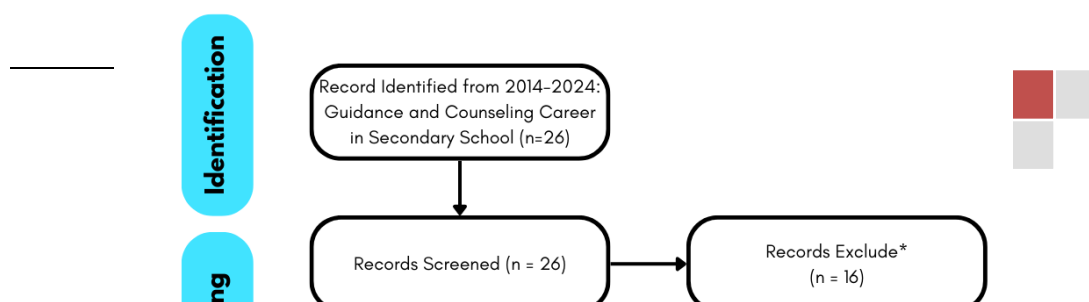 Identification
Record Identified from 2014-2024:
Guidance and Counseling Career
in Secondary School (n=26)
Records Screened (n = 26)
Records Exclude*
(n = 16)
ng